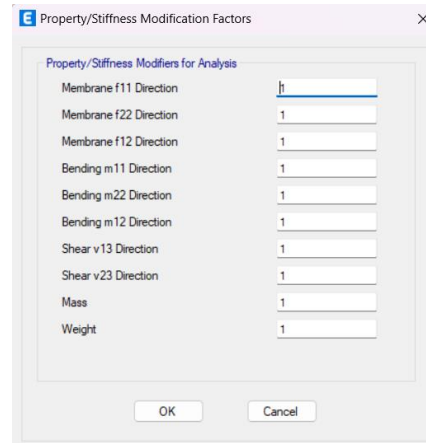 E Property/Stiffness Modification Factors X
Property/Stiffness Modifiers for Analysis
Membrane f11 Direction 1
Membrane f22 Direction 1
Membrane f12 Direction 1
Bending m11 Direction 1
Bending m22 Direction 1
Bending m12 Direction 1
Shear v13 Direction 1
Shear v23 Direction 1
Mass 1
Weight 1
OK Cancel